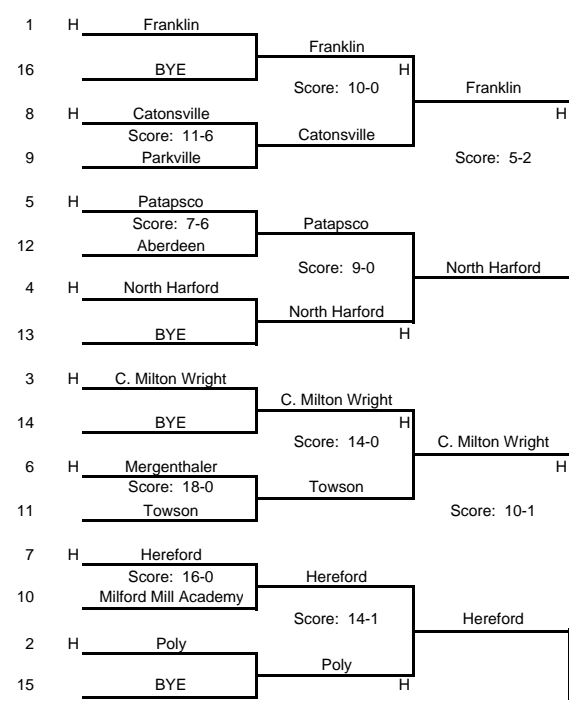 1 H Franklin
Franklin
16 BYE H
Score: 10-0 Franklin
8 H Catonsville H
Score: 11-6 Catonsville
9 Parkville Score: 5-2
5 H Patapsco
Score: 7-6 Patapsco
12 Aberdeen
Score: 9-0 North Harford
4 H North Harford
North Harford
13 BYE H
3 H C. Milton Wright
C. Milton Wright
14 BYE H
Score: 14-0 C. Milton Wright
6 H Mergenthaler H
Score: 18-0 Towson
11 Towson Score: 10-1
7 H Hereford
Score: 16-0 Hereford
10 Milford Mill Academy
Score: 14-1 Hereford
2 H Poly
Poly
15 BYE H